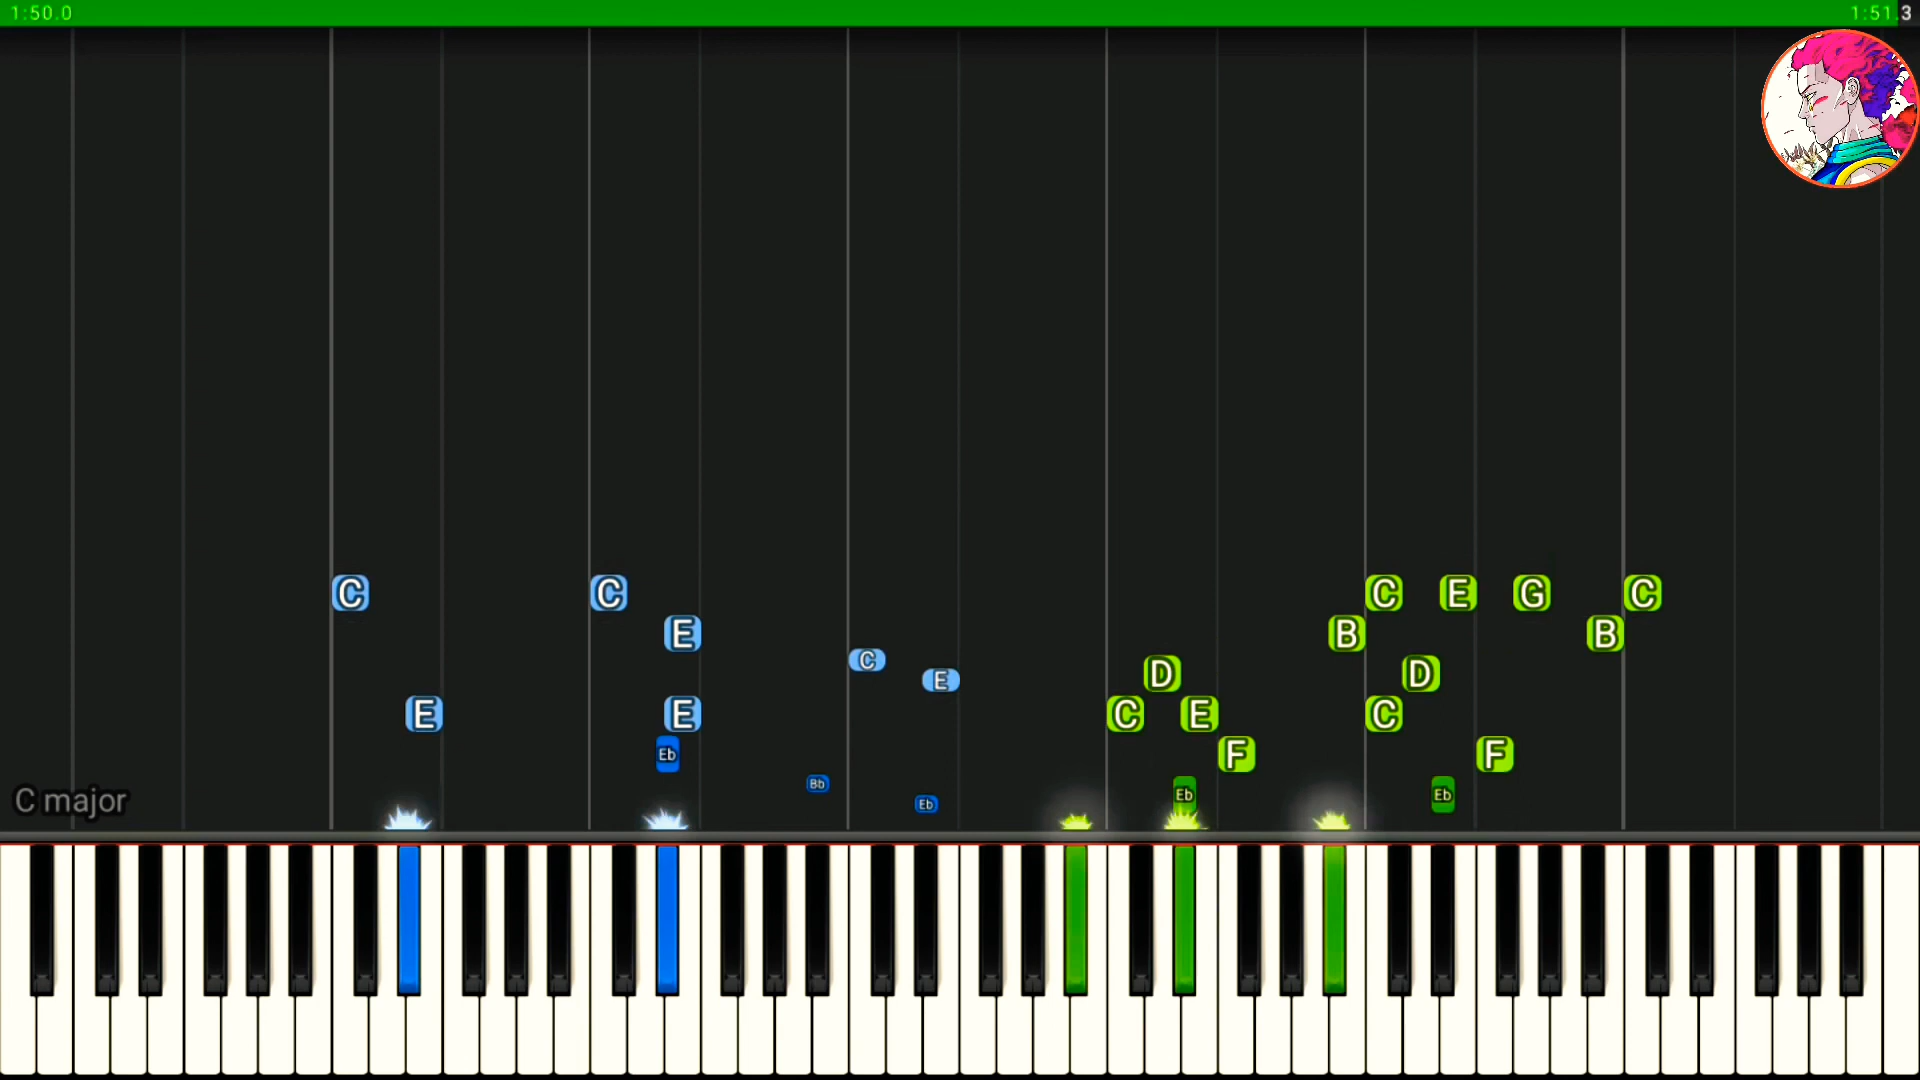 1:50.0 1:51.3
C C C E G C
E B B
C E D D
E E C E C
Eb F F
Bb Eb Eb
Eb
C major